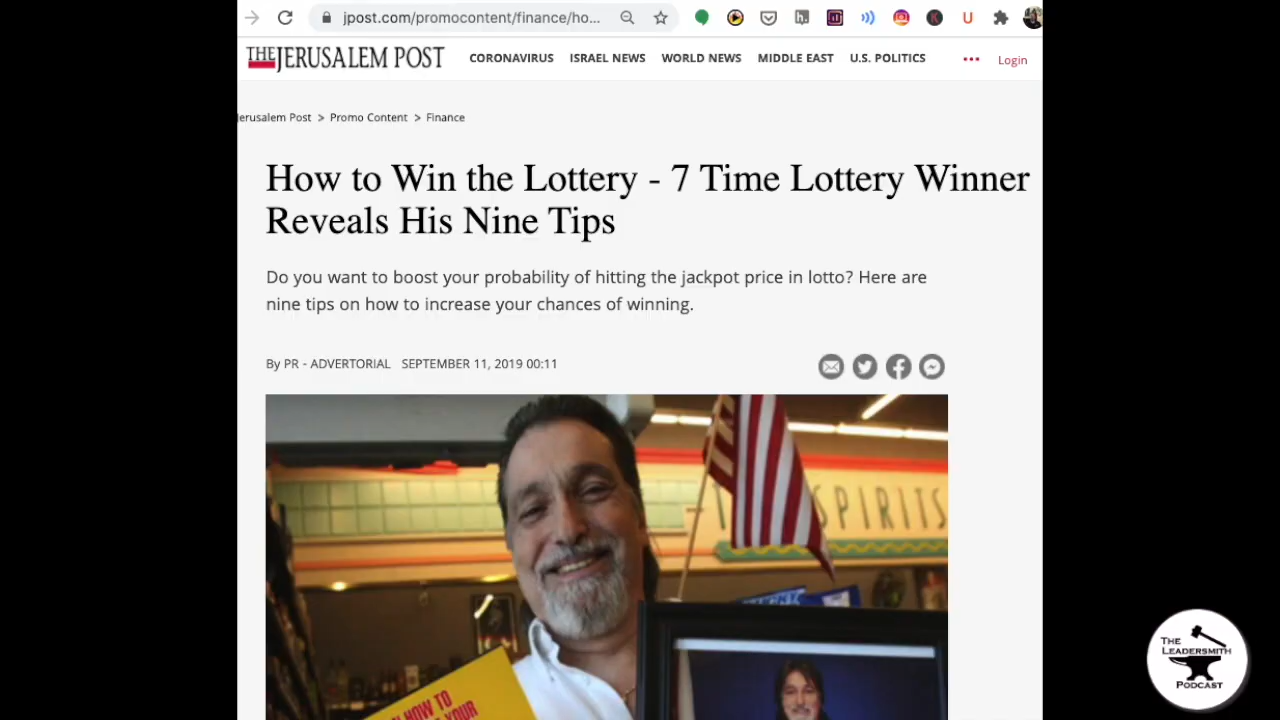 jpost.com/promocontent/finance/ho...
THE JERUSALEM POST
CORONAVIRUS ISRAEL NEWS WORLD NEWS MIDDLE EAST U.S. POLITICS ••• Login
erusalem Post > Promo Content > Finance
How to Win the Lottery - 7 Time Lottery Winner
Reveals His Nine Tips
Do you want to boost your probability of hitting the jackpot price in lotto? Here are
nine tips on how to increase your chances of winning.
By PR - ADVERTORIAL SEPTEMBER 11, 2019 00:11
SPIRITS
HOW TO
YOUR
THE
LEADERSMITH
PODCAST